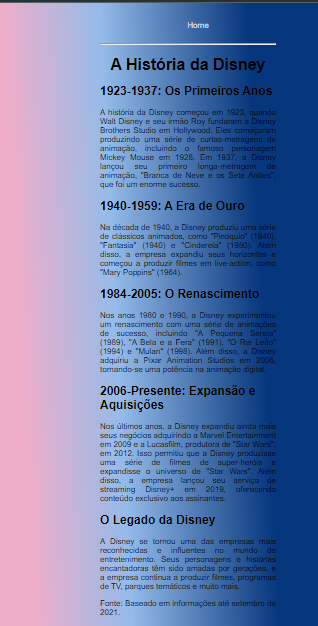 Home
A História da Disney
1923-1937: Os Primeiros Anos
A história da Disney começou em 1923, quando
Walt Disney e seu irmão Roy fundaram a Disney
Brothers Studio em Hollywood. Eles começaram
produzindo uma série de curtas-metragens de
animação, incluindo o famoso personagem
Mickey Mouse em 1928. Em 1937, a Disney
lançou seu primeiro longa-metragem de
animação, "Branca de Neve e os Sete Anões",
que foi um enorme sucesso.
1940-1959: A Era de Ouro
Na década de 1940, a Disney produziu uma série
de clássicos animados, como "Pinóquio" (1940),
"Fantasia" (1940) e "Cinderela" (1950). Além
disso, a empresa expandiu seus horizontes e
começou a produzir filmes em live-action, como
"Mary Poppins" (1964).
1984-2005: O Renascimento
Nos anos 1980 e 1990, a Disney experimentou
um renascimento com uma série de animações
de sucesso, incluindo "A Pequena Sereia"
(1989), "A Bela e a Fera" (1991), "O Rei Leão"
(1994) e "Mulan" (1998). Além disso, a Disney
adquiriu a Pixar Animation Studios em 2006,
tornando-se uma potência na animação digital.
2006-Presente: Expansão e
Aquisições
Nos últimos anos, a Disney expandiu ainda mais
seus negócios adquirindo a Marvel Entertainment
em 2009 e a Lucasfilm, produtora de "Star Wars",
em 2012. Isso permitiu que a Disney produzisse
uma série de filmes de super-heróis e
expandisse o universo de "Star Wars". Além
disso, a empresa lançou seu serviço de
streaming Disney+ em 2019, oferecendo
conteúdo exclusivo aos assinantes.
O Legado da Disney
A Disney se tornou uma das empresas mais
reconhecidas e influentes no mundo do
entretenimento. Seus personagens e histórias
encantadoras têm sido amadas por gerações, e
a empresa continua a produzir filmes, programas
de TV, parques temáticos e muito mais.
Fonte: Baseado em informações até setembro de
2021.